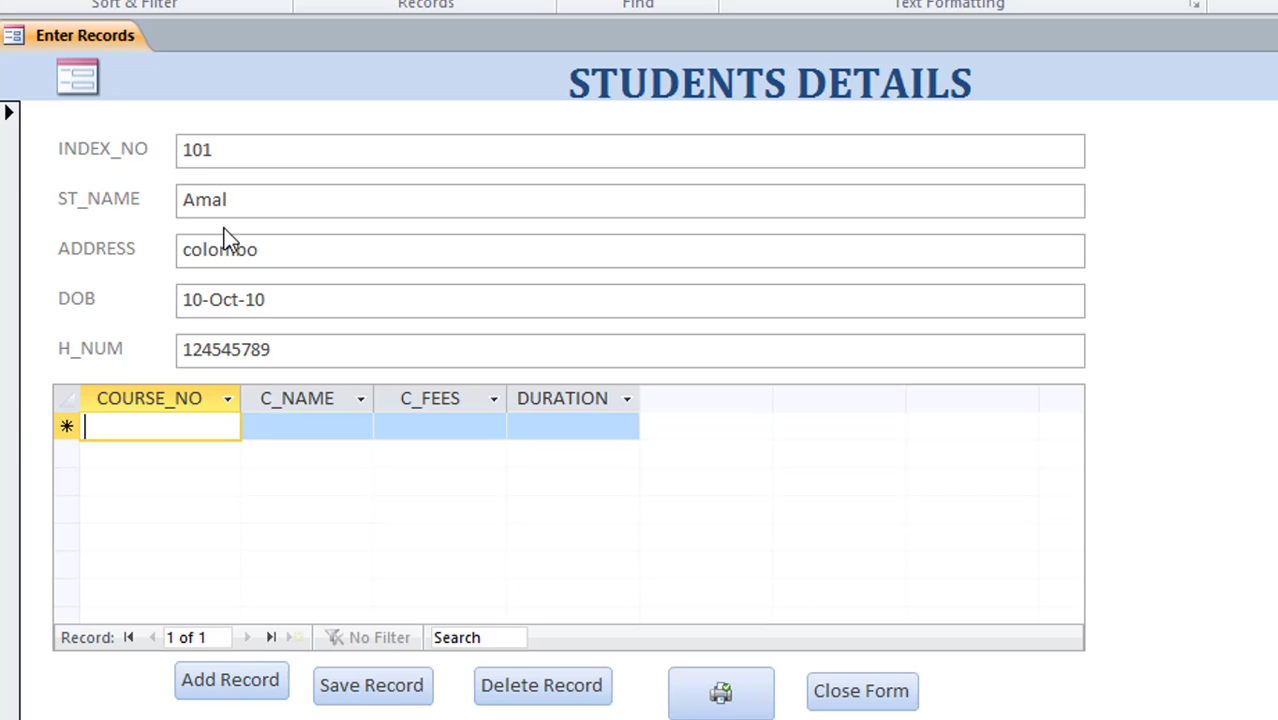 Sort & Filter Records Find Text Formatting
Enter Records
STUDENTS DETAILS
INDEX_NO 101
ST_NAME Amal
ADDRESS colombo
DOB 10-Oct-10
H_NUM 124545789
COURSE_NO C_NAME C_FEES DURATION
Record: 1 of 1 No Filter Search
Add Record Save Record Delete Record Close Form